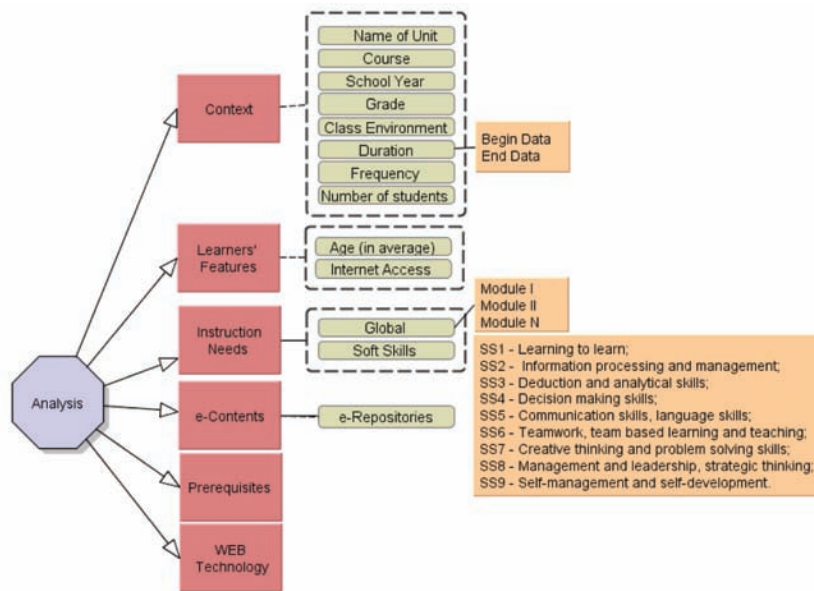 Analysis
Context
Name of Unit
Course
School Year
Grade
Class Environment
Duration
Frequency
Number of students
Begin Data
End Data
Learners'
Features
Age (in average)
Internet Access
Instruction
Needs
Global
Soft Skills
Module I
Module II
Module N
SS1 - Learning to learn;
SS2 - Information processing and management;
SS3 - Deduction and analytical skills;
SS4 - Decision making skills;
SS5 - Communication skills, language skills;
SS6 - Teamwork, team based learning and teaching;
SS7 - Creative thinking and problem solving skills;
SS8 - Management and leadership, strategic thinking;
SS9 - Self-management and self-development.
e-Contents
e-Repositories
Prerequisites
WEB
Technology